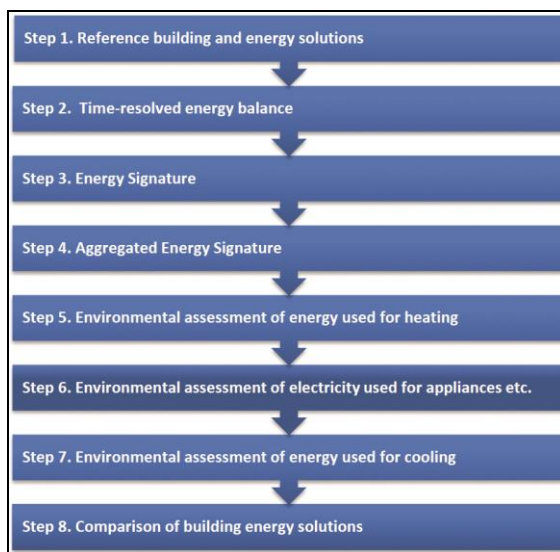 Step 1. Reference building and energy solutions
Step 2. Time-resolved energy balance
Step 3. Energy Signature
Step 4. Aggregated Energy Signature
Step 5. Environmental assessment of energy used for heating
Step 6. Environmental assessment of electricity used for appliances etc.
Step 7. Environmental assessment of energy used for cooling
Step 8. Comparison of building energy solutions